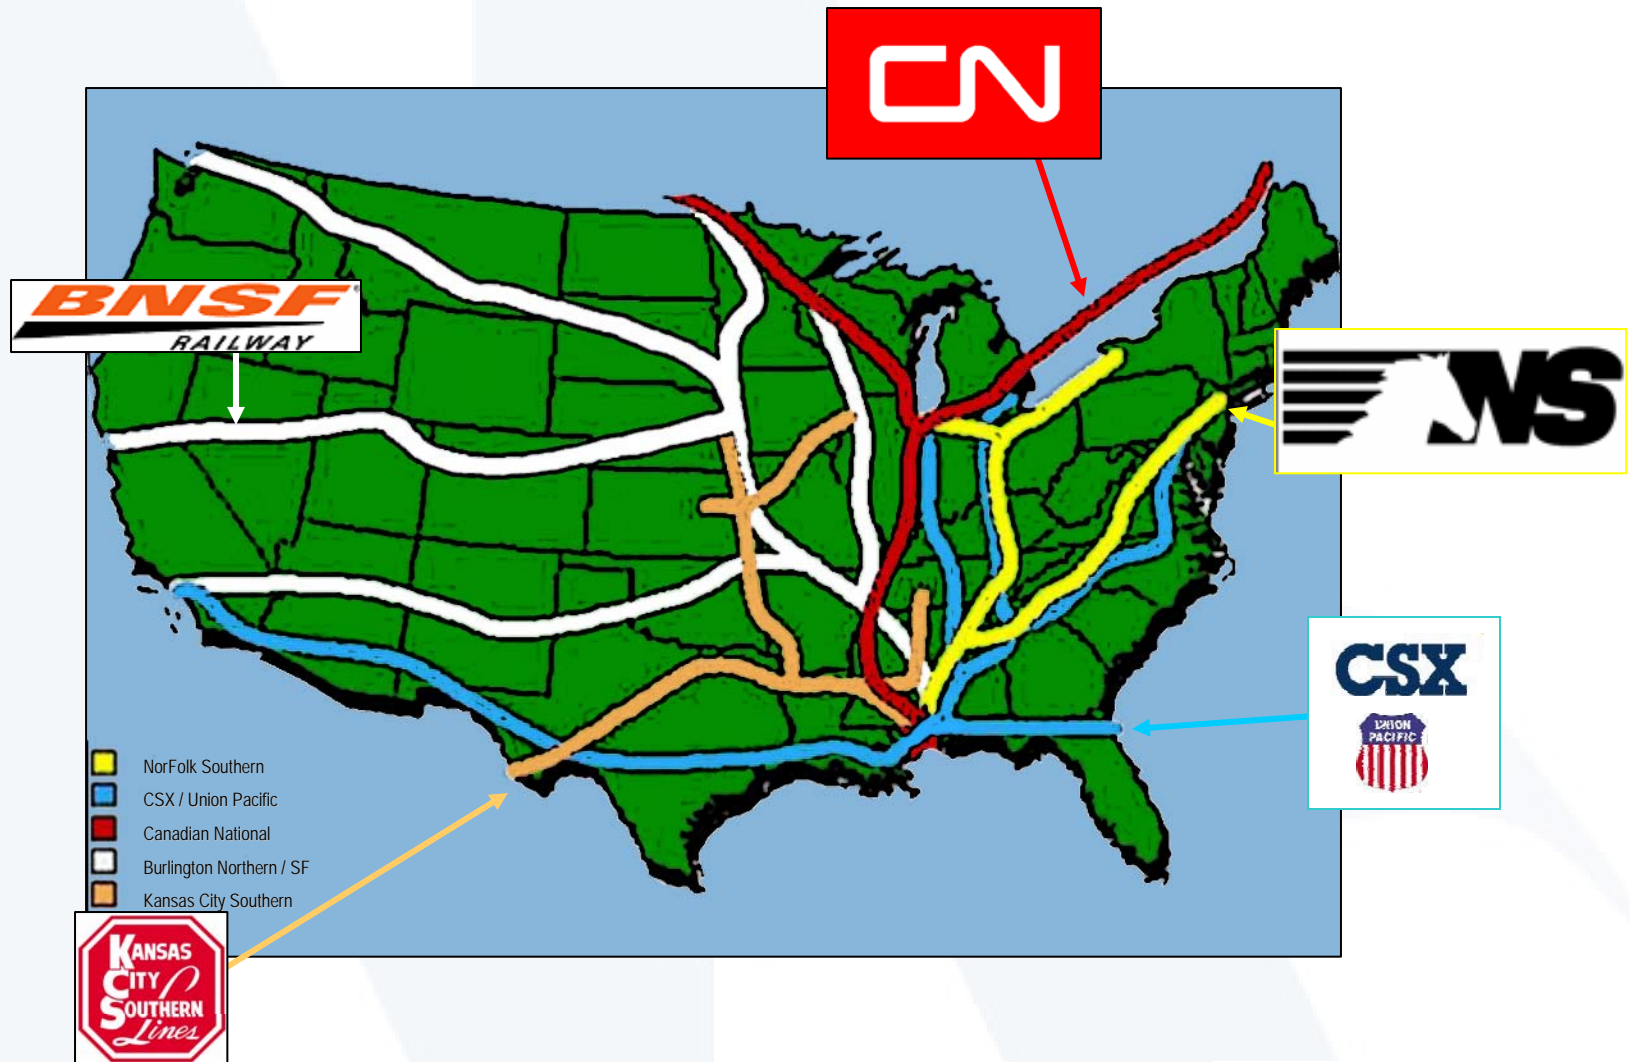 CN
BNSF
RAILWAY
NS
CSX
UNION
PACIFIC
NorFolk Southern
CSX / Union Pacific
Canadian National
Burlington Northern / SF
Kansas City Southern
KANSAS
CITY
SOUTHERN
Lines